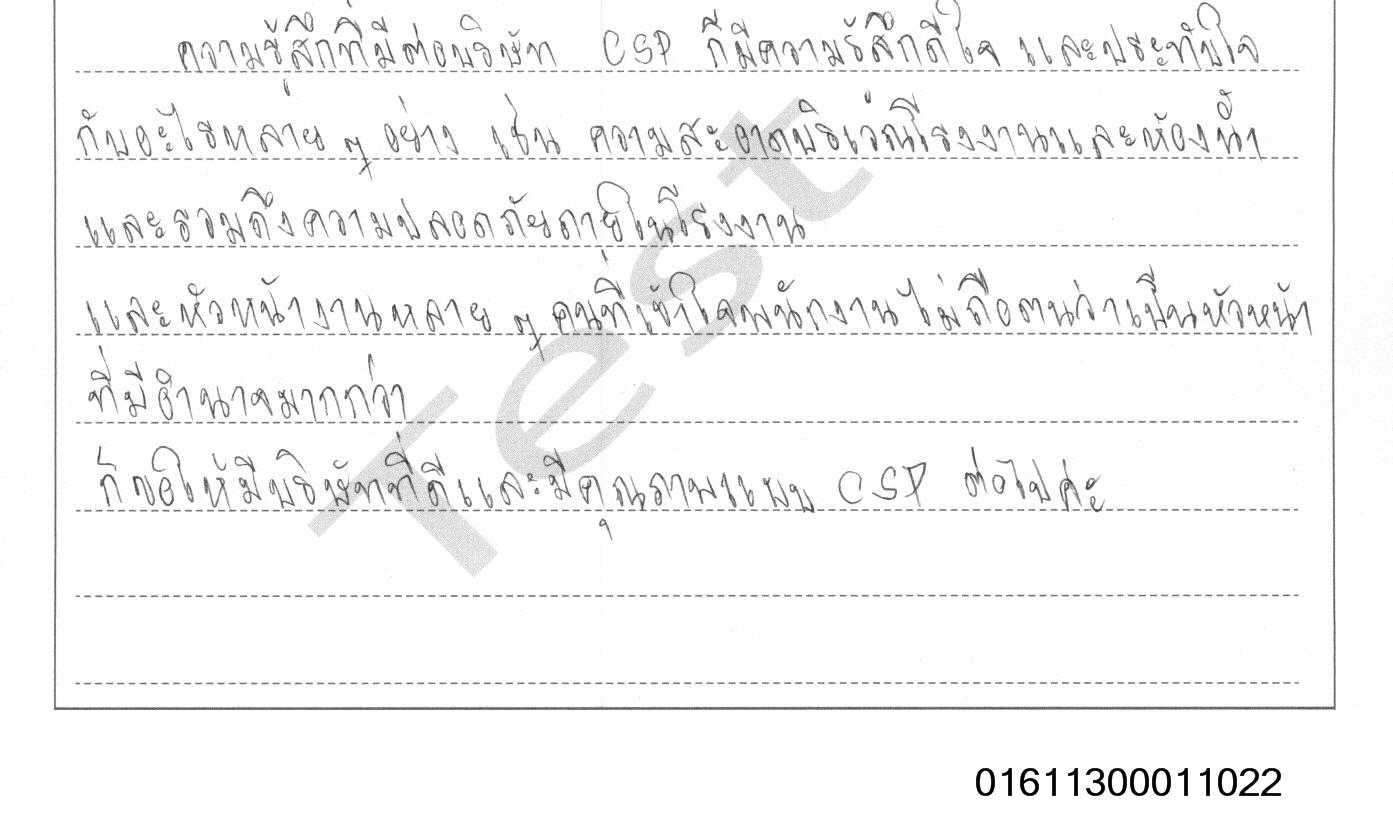 ความรู้สึกที่มีต่อบริษัท CSP ก็มีความรู้สึกดีใจ และประทับใจ
กับอะไรหลาย ๆ อย่าง เช่น ความสะอาดบริเวณโรงงานและห้องน้ำ
และรวมถึงความปลอดภัยภายในโรงงาน
และหัวหน้างานหลาย ๆ คนที่เข้าใจพนักงานไม่ถือตนว่าเป็นหัวหน้า
ที่มีอำนาจมากกว่า
ก็ขอให้มีบริษัทที่ดีและมีคุณภาพแบบ CSP ต่อไปค่ะ
Test
01611300011022